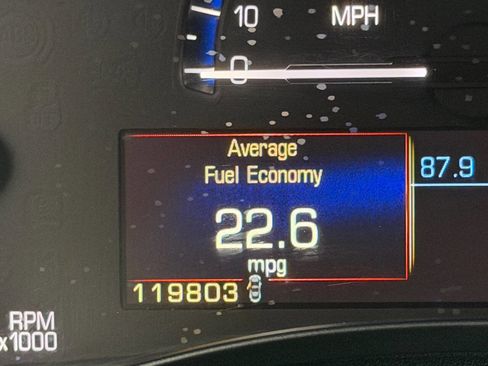 10 MPH
0
Average
Fuel Economy
87.9
22.6
mpg
119803
RPM
x1000